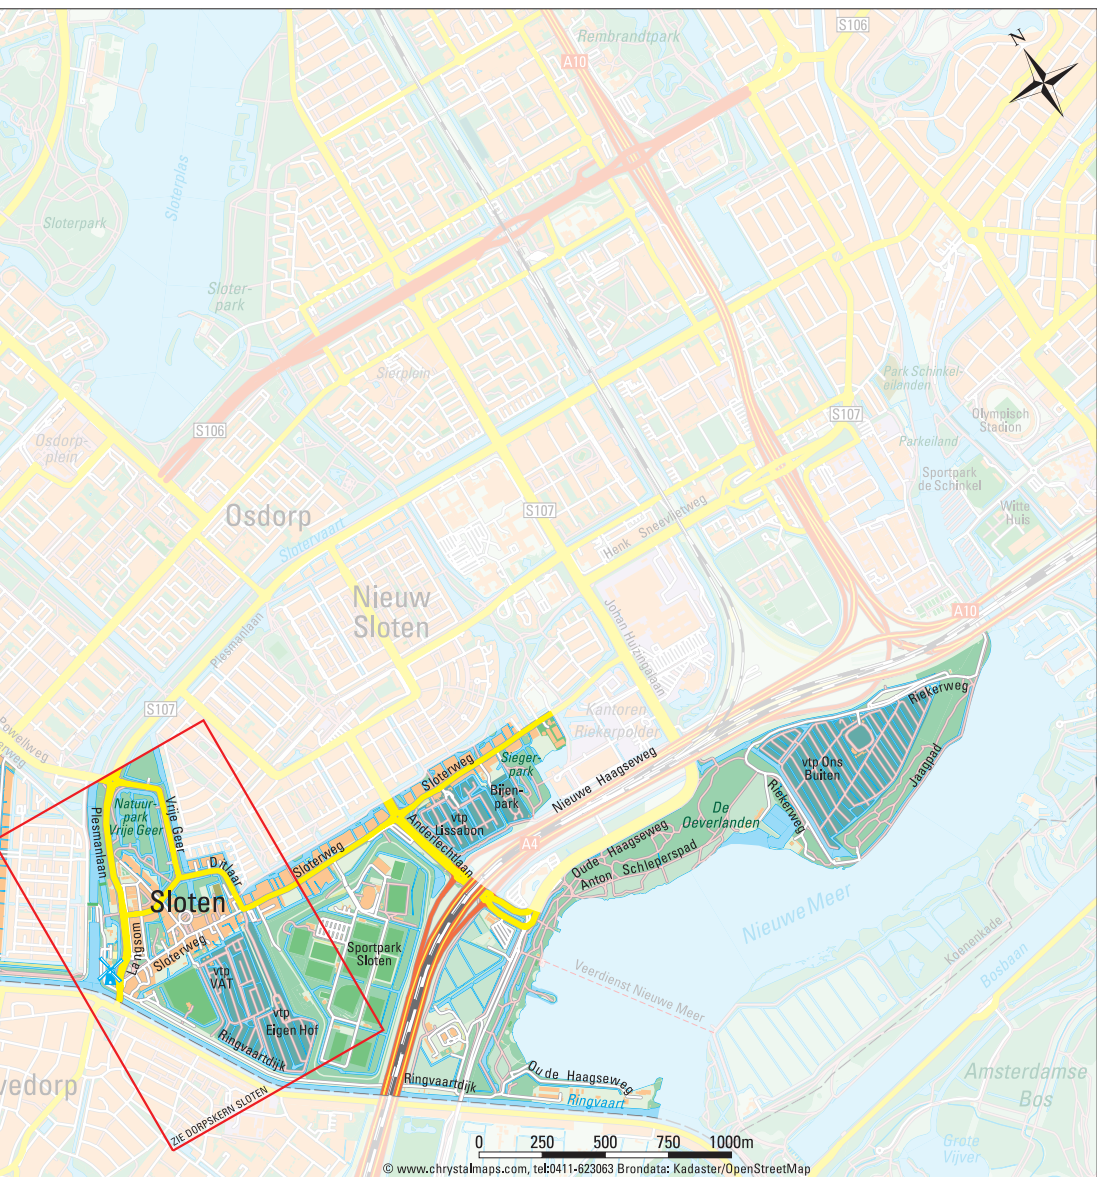 S106
N
Rembrandtpark
A10
Sloterplas
Sloterpark
Sloter-
park
Sierplein
Park Schinkel-
eilanden
S107
Olympisch
Stadion
S106
Osdorp-
plein
Parkeiland
Sportpark
de Schinkel
Witte
Huis
Osdorp
S107
Slotervaart
Henk Sneevlietweg
Nieuw
Sloten
Johan Huizingalaan
A10
Plesmanlaan
Riekerweg
S107
Kantoren
Riekerpolder
Powellweg
erweg
Sloterweg
Sieger-
park
Nieuwe Haagseweg
vtp Ons
Buiten
Jaagpad
Bijen-
park
vtp
Lissabon
Riekerweg
De
Oeverlanden
Natuur-
park
Vrije Geer
Vrije Geer
Plesmanlaan
Anderlechtlaan
A4
Oude Haagseweg
Anton Schleperspad
Sloterweg
Ditlaar
Sloten
Nieuwe Meer
Koenenkade
Bosbaan
Langsom
Sloterweg
Sportpark
Sloten
vtp
VAT
Veerdienst Nieuwe Meer
vtp
Eigen Hof
Ringvaartdijk
Ringvaartdijk
Oude Haagseweg
Ringvaart
Amsterdamse
Bos
vedorp
ZIE DORPSKERN SLOTEN
Grote
Vijver
0 250 500 750 1000m
© www.chrystalmaps.com, tel:0411-623063 Brondata: Kadaster/OpenStreetMap